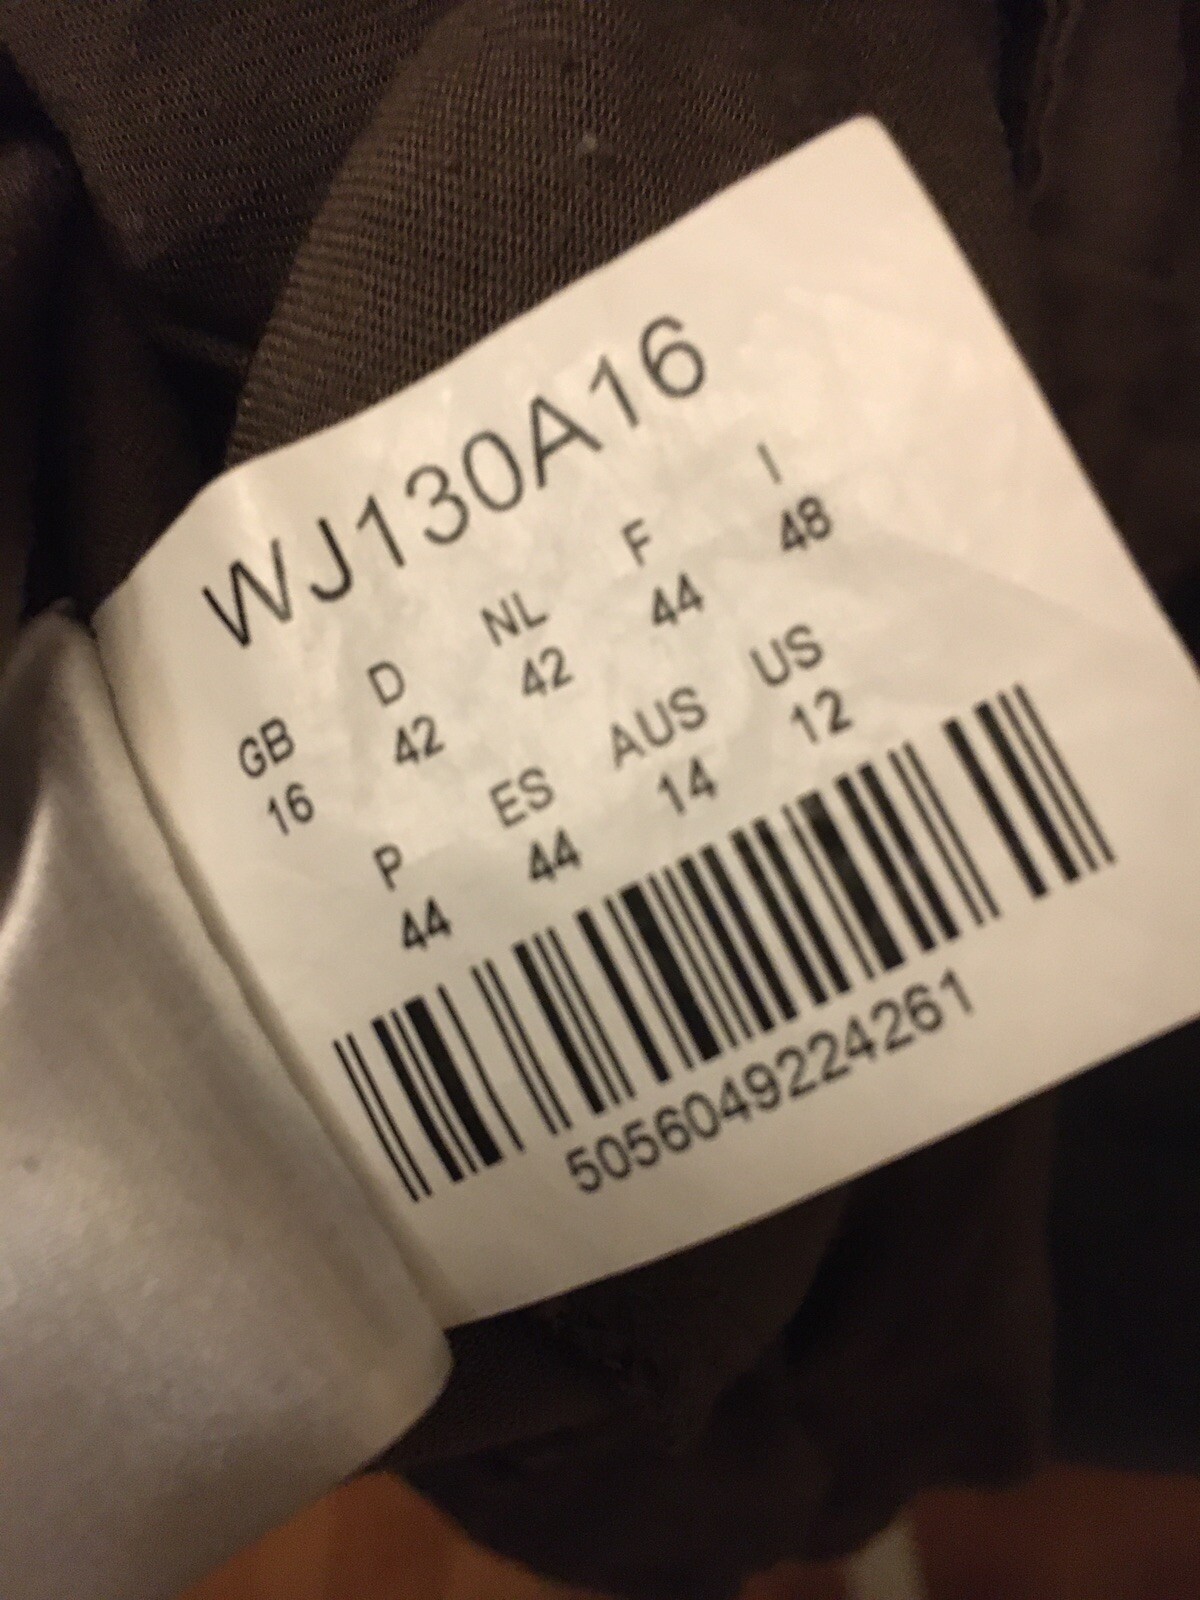 WJ130A16
GB D NL F I
16 42 42 44 48
P ES AUS US
44 44 14 12
5056049224261